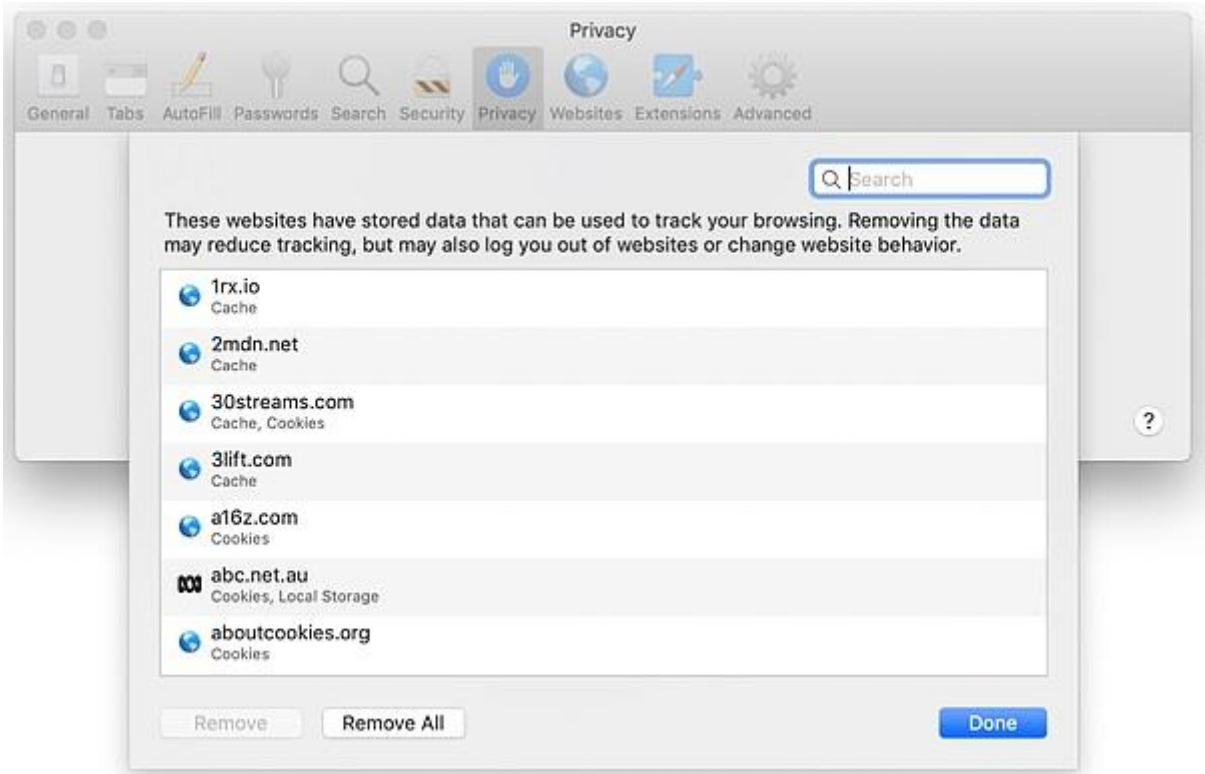 Privacy
General Tabs AutoFill Passwords Search Security Privacy Websites Extensions Advanced
Search
These websites have stored data that can be used to track your browsing. Removing the data
may reduce tracking, but may also log you out of websites or change website behavior.
1rx.io
Cache
2mdn.net
Cache
30streams.com
Cache, Cookies
3lift.com
Cache
a16z.com
Cookies
abc.net.au
Cookies, Local Storage
aboutcookies.org
Cookies
?
Remove Remove All Done